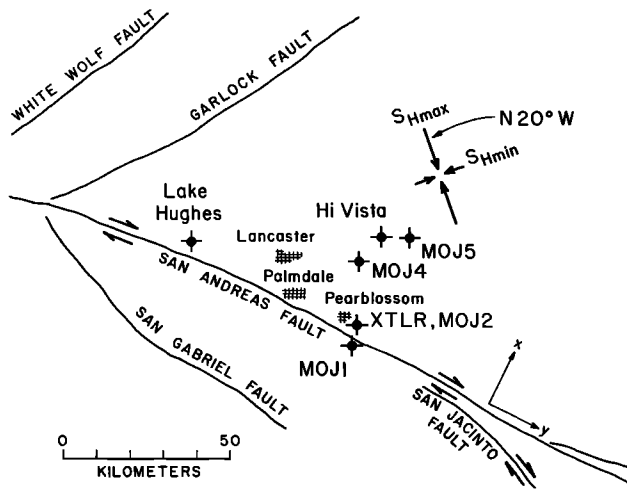 WHITE WOLF FAULT
GARLOCK FAULT
SHmax
N20°W
SHmin
Lake
Hughes
Hi Vista
Lancaster
MOJ5
MOJ4
SAN ANDREAS FAULT
Palmdale
Pearblossom
XTLR, MOJ2
SAN GABRIEL FAULT
MOJ1
x
y
SAN JACINTO
FAULT
0 50
KILOMETERS